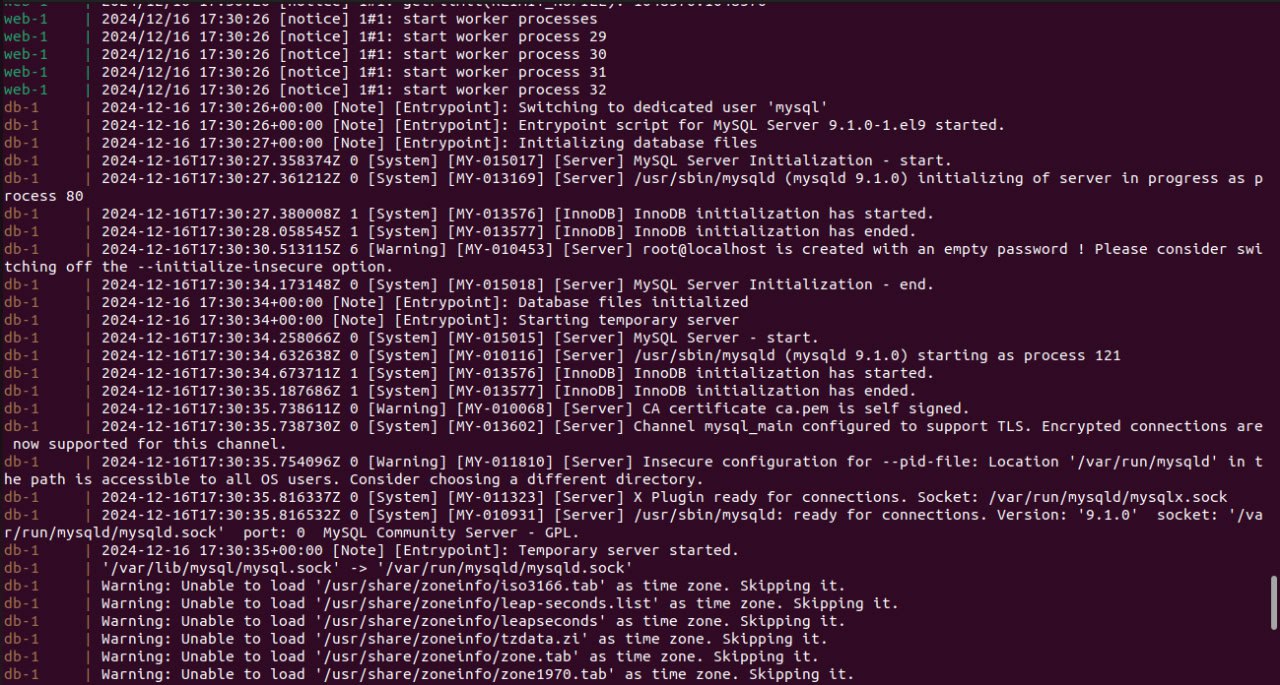 web-1     | 2024/12/16 17:30:26 [notice] 1#1: getrlimit(RLIMIT_NOFILE): 1048576:1048576
web-1     | 2024/12/16 17:30:26 [notice] 1#1: start worker processes
web-1     | 2024/12/16 17:30:26 [notice] 1#1: start worker process 29
web-1     | 2024/12/16 17:30:26 [notice] 1#1: start worker process 30
web-1     | 2024/12/16 17:30:26 [notice] 1#1: start worker process 31
web-1     | 2024/12/16 17:30:26 [notice] 1#1: start worker process 32
db-1      | 2024-12-16 17:30:26+00:00 [Note] [Entrypoint]: Switching to dedicated user 'mysql'
db-1      | 2024-12-16 17:30:26+00:00 [Note] [Entrypoint]: Entrypoint script for MySQL Server 9.1.0-1.el9 started.
db-1      | 2024-12-16 17:30:27+00:00 [Note] [Entrypoint]: Initializing database files
db-1      | 2024-12-16T17:30:27.358374Z 0 [System] [MY-015017] [Server] MySQL Server Initialization - start.
db-1      | 2024-12-16T17:30:27.361212Z 0 [System] [MY-013169] [Server] /usr/sbin/mysqld (mysqld 9.1.0) initializing of server in progress as p
rocess 80
db-1      | 2024-12-16T17:30:27.380008Z 1 [System] [MY-013576] [InnoDB] InnoDB initialization has started.
db-1      | 2024-12-16T17:30:28.058545Z 1 [System] [MY-013577] [InnoDB] InnoDB initialization has ended.
db-1      | 2024-12-16T17:30:30.513115Z 6 [Warning] [MY-010453] [Server] root@localhost is created with an empty password ! Please consider swi
tching off the --initialize-insecure option.
db-1      | 2024-12-16T17:30:34.173148Z 0 [System] [MY-015018] [Server] MySQL Server Initialization - end.
db-1      | 2024-12-16 17:30:34+00:00 [Note] [Entrypoint]: Database files initialized
db-1      | 2024-12-16 17:30:34+00:00 [Note] [Entrypoint]: Starting temporary server
db-1      | 2024-12-16T17:30:34.258066Z 0 [System] [MY-015015] [Server] MySQL Server - start.
db-1      | 2024-12-16T17:30:34.632638Z 0 [System] [MY-010116] [Server] /usr/sbin/mysqld (mysqld 9.1.0) starting as process 121
db-1      | 2024-12-16T17:30:34.673711Z 1 [System] [MY-013576] [InnoDB] InnoDB initialization has started.
db-1      | 2024-12-16T17:30:35.187686Z 1 [System] [MY-013577] [InnoDB] InnoDB initialization has ended.
db-1      | 2024-12-16T17:30:35.738611Z 0 [Warning] [MY-010068] [Server] CA certificate ca.pem is self signed.
db-1      | 2024-12-16T17:30:35.738730Z 0 [System] [MY-013602] [Server] Channel mysql_main configured to support TLS. Encrypted connections are
 now supported for this channel.
db-1      | 2024-12-16T17:30:35.754096Z 0 [Warning] [MY-011810] [Server] Insecure configuration for --pid-file: Location '/var/run/mysqld' in t
he path is accessible to all OS users. Consider choosing a different directory.
db-1      | 2024-12-16T17:30:35.816337Z 0 [System] [MY-011323] [Server] X Plugin ready for connections. Socket: /var/run/mysqld/mysqlx.sock
db-1      | 2024-12-16T17:30:35.816532Z 0 [System] [MY-010931] [Server] /usr/sbin/mysqld: ready for connections. Version: '9.1.0'  socket: '/va
r/run/mysqld/mysqld.sock'  port: 0  MySQL Community Server - GPL.
db-1      | 2024-12-16 17:30:35+00:00 [Note] [Entrypoint]: Temporary server started.
db-1      | '/var/lib/mysql/mysql.sock' -> '/var/run/mysqld/mysqld.sock'
db-1      | Warning: Unable to load '/usr/share/zoneinfo/iso3166.tab' as time zone. Skipping it.
db-1      | Warning: Unable to load '/usr/share/zoneinfo/leap-seconds.list' as time zone. Skipping it.
db-1      | Warning: Unable to load '/usr/share/zoneinfo/leapseconds' as time zone. Skipping it.
db-1      | Warning: Unable to load '/usr/share/zoneinfo/tzdata.zi' as time zone. Skipping it.
db-1      | Warning: Unable to load '/usr/share/zoneinfo/zone.tab' as time zone. Skipping it.
db-1      | Warning: Unable to load '/usr/share/zoneinfo/zone1970.tab' as time zone. Skipping it.